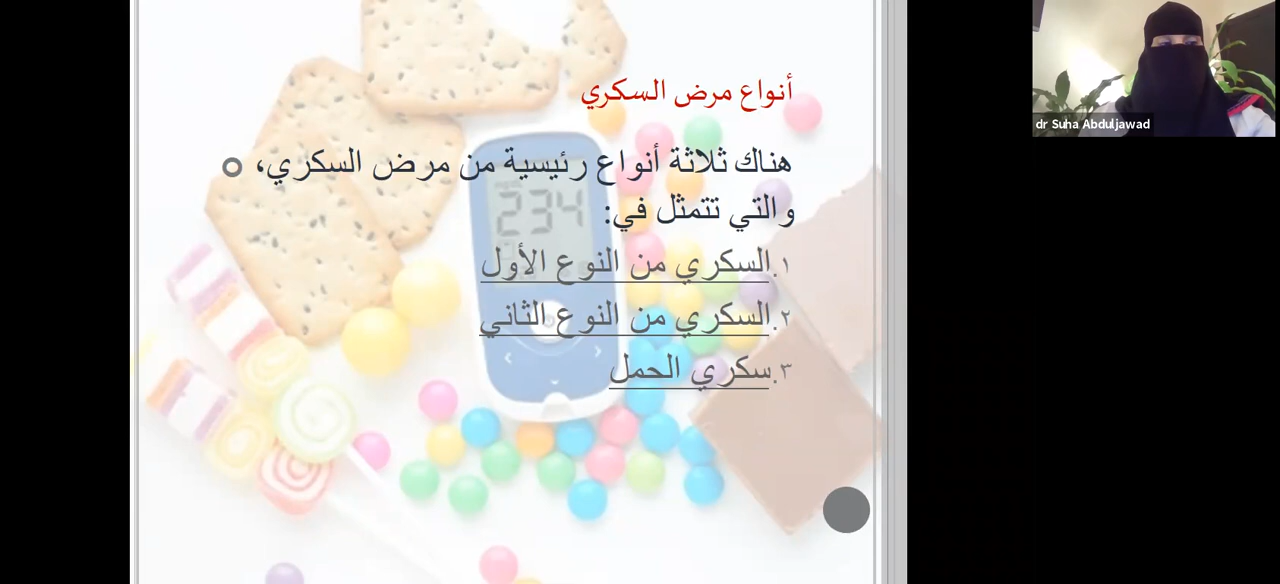 أنواع مرض السكري
هناك ثلاثة أنواع رئيسية من مرض السكري،
والتي تتمثل في:
١.السكري من النوع الأول
٢.السكري من النوع الثاني
٣.سكري الحمل
234
dr Suha Abduljawad